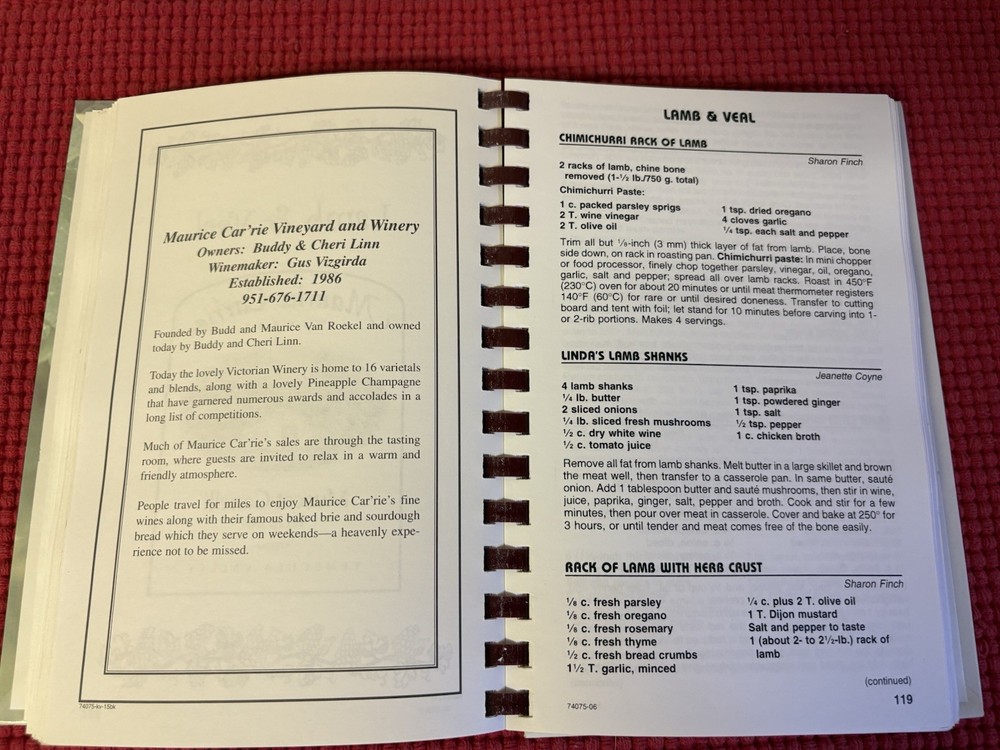 Maurice Car'rie Vineyard and Winery
Owners: Buddy & Cheri Linn
Winemaker: Gus Vizgirda
Established: 1986
951-676-1711
Founded by Budd and Maurice Van Roekel and owned
today by Buddy and Cheri Linn.
Today the lovely Victorian Winery is home to 16 varietals
and blends, along with a lovely Pineapple Champagne
that have garnered numerous awards and accolades in a
long list of competitions.
Much of Maurice Car'rie's sales are through the tasting
room, where guests are invited to relax in a warm and
friendly atmosphere.
People travel for miles to enjoy Maurice Car'rie's fine
wines along with their famous baked brie and sourdough
bread which they serve on weekends—a heavenly expe-
rience not to be missed.
74075-kv-15bk
LAMB & VEAL
CHIMICHURRI RACK OF LAMB
Sharon Finch
2 racks of lamb, chine bone
removed (1-½ lb./750 g. total)
Chimichurri Paste:
1 c. packed parsley sprigs
2 T. wine vinegar
2 T. olive oil
1 tsp. dried oregano
4 cloves garlic
¼ tsp. each salt and pepper
Trim all but ⅛-inch (3 mm) thick layer of fat from lamb. Place, bone
side down, on rack in roasting pan. Chimichurri paste: In mini chopper
or food processor, finely chop together parsley, vinegar, oil, oregano,
garlic, salt and pepper; spread all over lamb racks. Roast in 450°F
(230°C) oven for about 20 minutes or until meat thermometer registers
140°F (60°C) for rare or until desired doneness. Transfer to cutting
board and tent with foil; let stand for 10 minutes before carving into 1-
or 2-rib portions. Makes 4 servings.
LINDA'S LAMB SHANKS
Jeanette Coyne
4 lamb shanks
¼ lb. butter
2 sliced onions
¼ lb. sliced fresh mushrooms
½ c. dry white wine
½ c. tomato juice
1 tsp. paprika
1 tsp. powdered ginger
1 tsp. salt
½ tsp. pepper
1 c. chicken broth
Remove all fat from lamb shanks. Melt butter in a large skillet and brown
the meat well, then transfer to a casserole pan. In same butter, sauté
onion. Add 1 tablespoon butter and sauté mushrooms, then stir in wine,
juice, paprika, ginger, salt, pepper and broth. Cook and stir for a few
minutes, then pour over meat in casserole. Cover and bake at 250° for
3 hours, or until tender and meat comes free of the bone easily.
RACK OF LAMB WITH HERB CRUST
Sharon Finch
⅛ c. fresh parsley
⅛ c. fresh oregano
⅛ c. fresh rosemary
⅛ c. fresh thyme
½ c. fresh bread crumbs
1½ T. garlic, minced
¼ c. plus 2 T. olive oil
1 T. Dijon mustard
Salt and pepper to taste
1 (about 2- to 2½-lb.) rack of
lamb
(continued)
74075-06
119